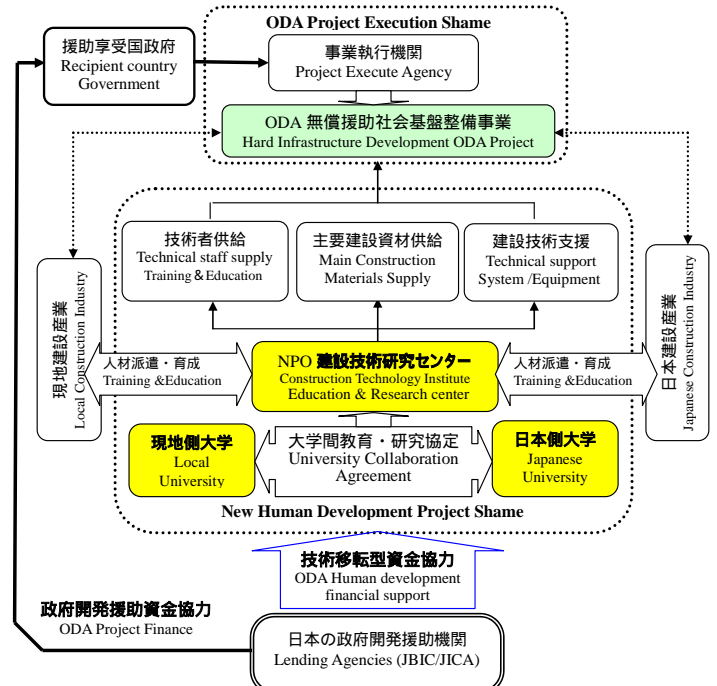 ODA Project Execution Shame
援助享受国政府
Recipient country
Government
事業執行機関
Project Execute Agency
ODA 無償援助社会基盤整備事業
Hard Infrastructure Development ODA Project
技術者供給
Technical staff supply
Training＆Education
主要建設資材供給
Main Construction
Materials Supply
建設技術支援
Technical support
System /Equipment
現地建設産業
Local Construction Industry
日本建設産業
Japanese Construction Industry
人材派遣・育成
Training &Education
NPO 建設技術研究センター
Construction Technology Institute
Education & Research center
人材派遣・育成
Training &Education
現地側大学
Local
University
大学間教育・研究協定
University Collaboration
Agreement
日本側大学
Japanese
University
New Human Development Project Shame
技術移転型資金協力
ODA Human development
financial support
政府開発援助資金協力
ODA Project Finance
日本の政府開発援助機関
Lending Agencies (JBIC/JICA)